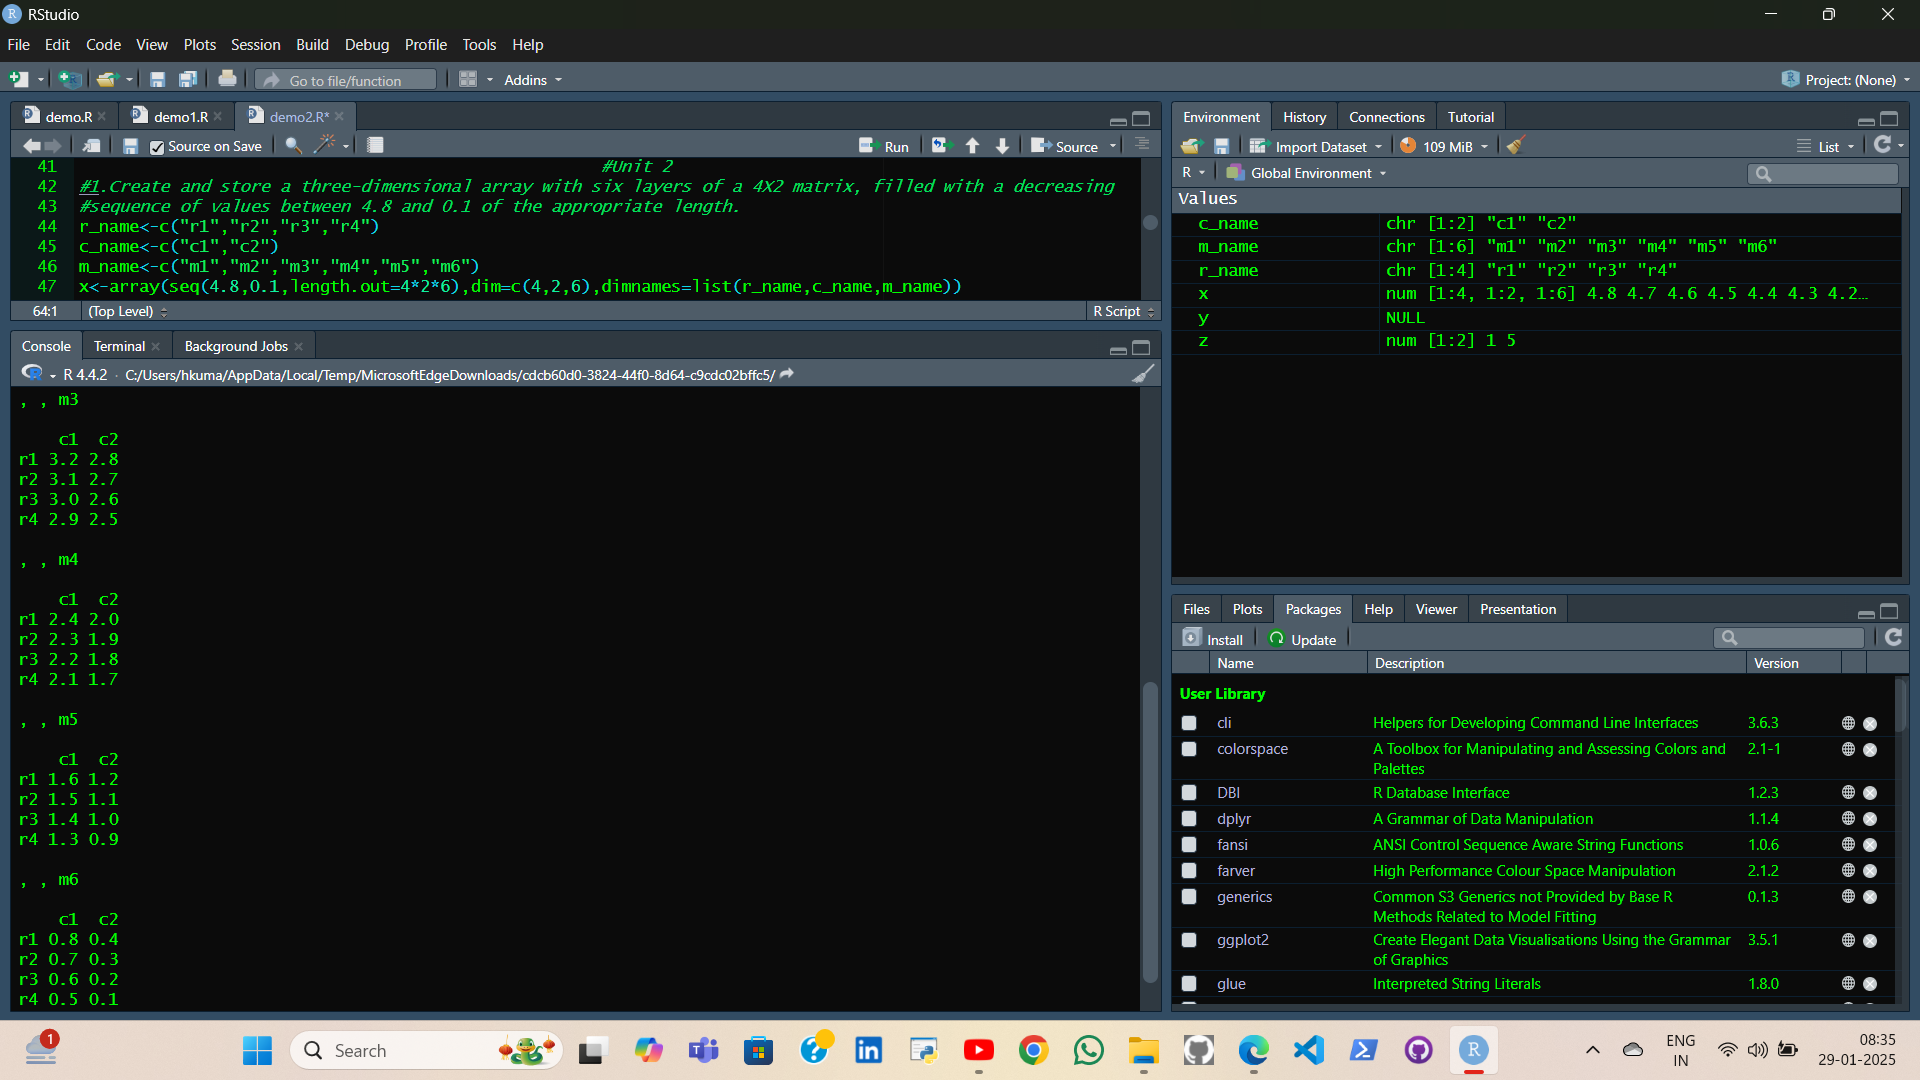 RStudio
File Edit Code View Plots Session Build Debug Profile Tools Help
Go to file/function Addins Project: (None)
demo.R demo1.R demo2.R*
Source on Save Run Source
41 #Unit 2
42 #1.Create and store a three-dimensional array with six layers of a 4X2 matrix, filled with a decreasing
43 #sequence of values between 4.8 and 0.1 of the appropriate length.
44 r_name<-c("r1","r2","r3","r4")
45 c_name<-c("c1","c2")
46 m_name<-c("m1","m2","m3","m4","m5","m6")
47 x<-array(seq(4.8,0.1,length.out=4*2*6),dim=c(4,2,6),dimnames=list(r_name,c_name,m_name))
64:1 (Top Level) R Script
Console Terminal Background Jobs
R 4.4.2 · C:/Users/hkuma/AppData/Local/Temp/MicrosoftEdgeDownloads/cdcb60d0-3824-44f0-8d64-c9cdc02bffc5/
, , m3
c1 c2
r1 3.2 2.8
r2 3.1 2.7
r3 3.0 2.6
r4 2.9 2.5
, , m4
c1 c2
r1 2.4 2.0
r2 2.3 1.9
r3 2.2 1.8
r4 2.1 1.7
, , m5
c1 c2
r1 1.6 1.2
r2 1.5 1.1
r3 1.4 1.0
r4 1.3 0.9
, , m6
c1 c2
r1 0.8 0.4
r2 0.7 0.3
r3 0.6 0.2
r4 0.5 0.1
Environment History Connections Tutorial
Import Dataset 109 MiB List
R Global Environment
Values
c_name chr [1:2] "c1" "c2"
m_name chr [1:6] "m1" "m2" "m3" "m4" "m5" "m6"
r_name chr [1:4] "r1" "r2" "r3" "r4"
x num [1:4, 1:2, 1:6] 4.8 4.7 4.6 4.5 4.4 4.3 4.2…
y NULL
z num [1:2] 1 5
Files Plots Packages Help Viewer Presentation
Install Update
Name Description Version
User Library
cli Helpers for Developing Command Line Interfaces 3.6.3
colorspace A Toolbox for Manipulating and Assessing Colors and 2.1-1
Palettes
DBI R Database Interface 1.2.3
dplyr A Grammar of Data Manipulation 1.1.4
fansi ANSI Control Sequence Aware String Functions 1.0.6
farver High Performance Colour Space Manipulation 2.1.2
generics Common S3 Generics not Provided by Base R 0.1.3
Methods Related to Model Fitting
ggplot2 Create Elegant Data Visualisations Using the Grammar 3.5.1
of Graphics
glue Interpreted String Literals 1.8.0
1 Search ENG 08:35
IN 29-01-2025